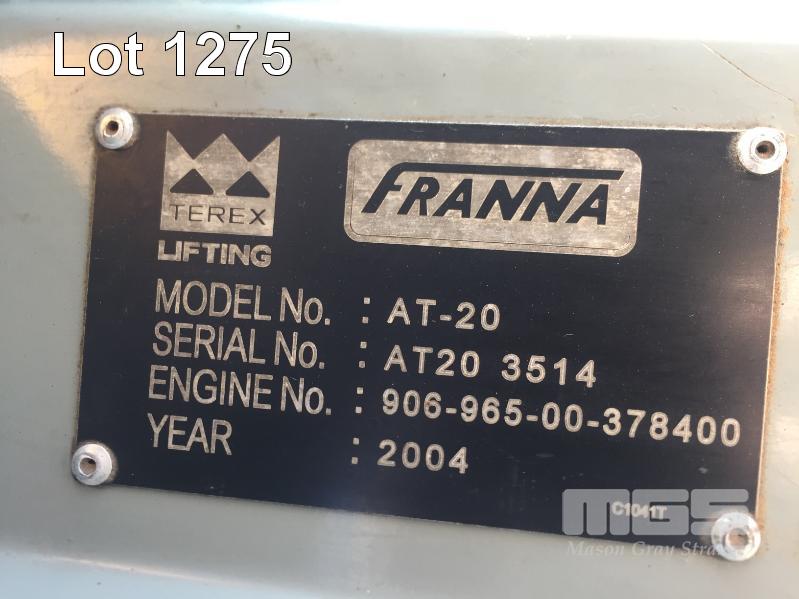 Lot 1275
TEREX
LIFTING
FRANNA
MODEL No. : AT-20
SERIAL No. : AT20 3514
ENGINE No. : 906-965-00-378400
YEAR : 2004
C1041T
MGS
Mason Gray